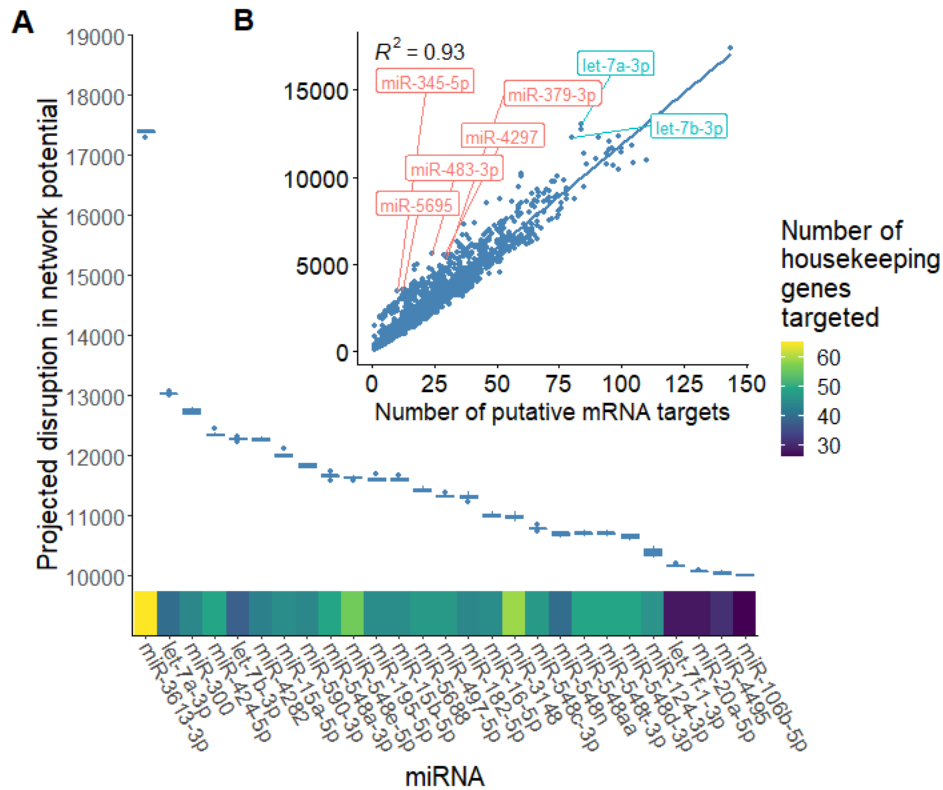 A
B
19000
18000
17000
16000
15000
14000
13000
12000
11000
10000
Projected disruption in network potential
R² = 0.93
15000
10000
5000
0
let-7a-3p
miR-345-5p
miR-379-3p
let-7b-3p
miR-4297
miR-483-3p
miR-5695
0 25 50 75 100 125 150
Number of putative mRNA targets
Number of
housekeeping
genes
targeted
60
50
40
30
miR-3613-3p
let-7a-3p
miR-300
miR-424-5p
let-7b-3p
miR-4282
miR-15a-5p
miR-590-3p
miR-548a-3p
miR-548e-5p
miR-195-5p
miR-15b-5p
miR-5688
miR-497-5p
miR-182-5p
miR-16-5p
miR-3148
miR-548c-3p
miR-548n
miR-548aa
miR-548t-3p
miR-548d-3p
miR-124-3p
let-7f-1-3p
miR-20a-5p
miR-4495
miR-106b-5p
miRNA